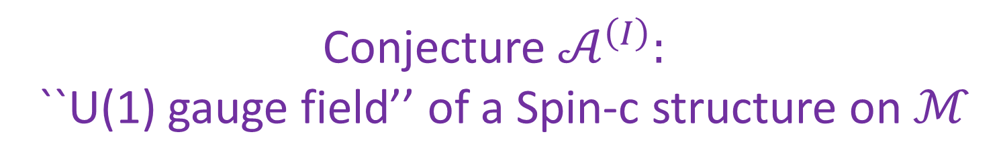 Conjecture 𝒜⁽ᴵ⁾:
``U(1) gauge field’’ of a Spin-c structure on ℳ